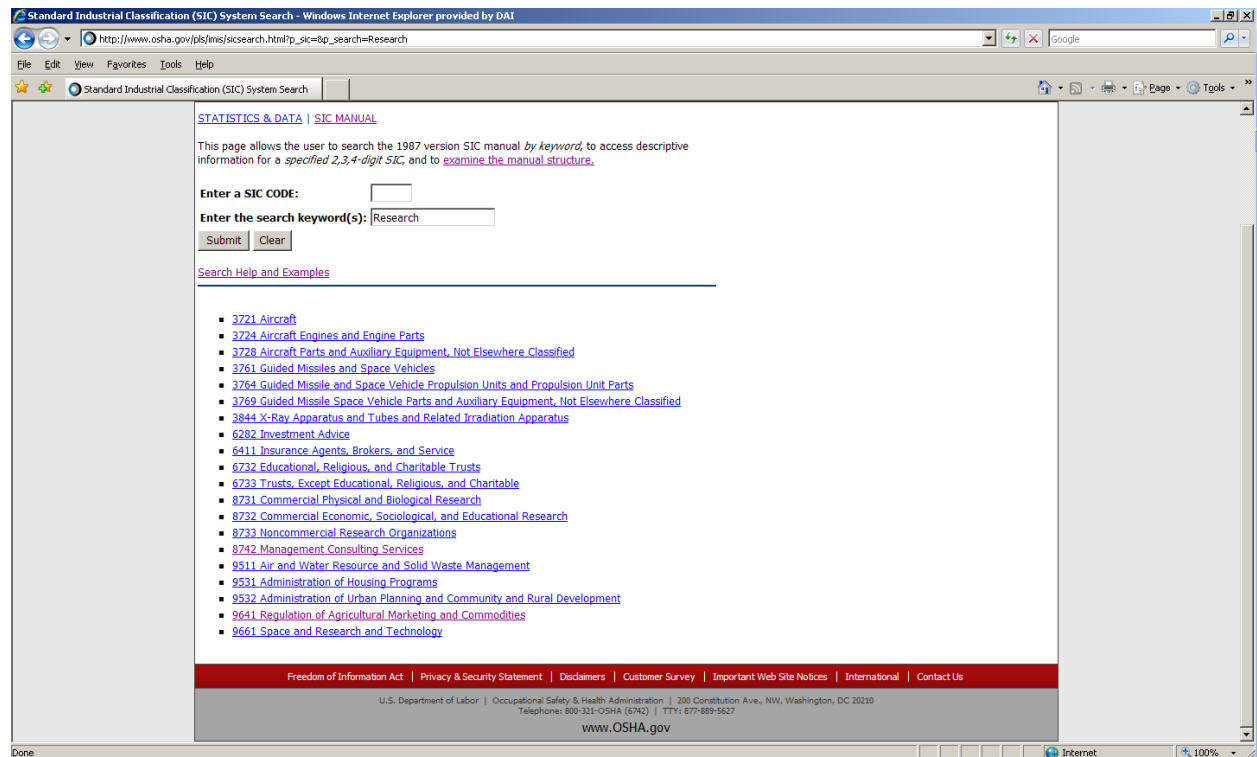 Standard Industrial Classification (SIC) System Search - Windows Internet Explorer provided by DAI
http://www.osha.gov/pls/imis/sicsearch.html?p_sic=&p_search=Research
Google
File Edit View Favorites Tools Help
Standard Industrial Classification (SIC) System Search
Page Tools »
STATISTICS & DATA | SIC MANUAL
This page allows the user to search the 1987 version SIC manual by keyword, to access descriptive
information for a specified 2,3,4-digit SIC, and to examine the manual structure.
Enter a SIC CODE:
Enter the search keyword(s): Research
Submit Clear
Search Help and Examples
3721 Aircraft
3724 Aircraft Engines and Engine Parts
3728 Aircraft Parts and Auxiliary Equipment, Not Elsewhere Classified
3761 Guided Missiles and Space Vehicles
3764 Guided Missile and Space Vehicle Propulsion Units and Propulsion Unit Parts
3769 Guided Missile Space Vehicle Parts and Auxiliary Equipment, Not Elsewhere Classified
3844 X-Ray Apparatus and Tubes and Related Irradiation Apparatus
6282 Investment Advice
6411 Insurance Agents, Brokers, and Service
6732 Educational, Religious, and Charitable Trusts
6733 Trusts, Except Educational, Religious, and Charitable
8731 Commercial Physical and Biological Research
8732 Commercial Economic, Sociological, and Educational Research
8733 Noncommercial Research Organizations
8742 Management Consulting Services
9511 Air and Water Resource and Solid Waste Management
9531 Administration of Housing Programs
9532 Administration of Urban Planning and Community and Rural Development
9641 Regulation of Agricultural Marketing and Commodities
9661 Space and Research and Technology
Freedom of Information Act | Privacy & Security Statement | Disclaimers | Customer Survey | Important Web Site Notices | International | Contact Us
U.S. Department of Labor | Occupational Safety & Health Administration | 200 Constitution Ave., NW, Washington, DC 20210
Telephone: 800-321-OSHA (6742) | TTY: 877-889-5627
www.OSHA.gov
Done Internet 100%